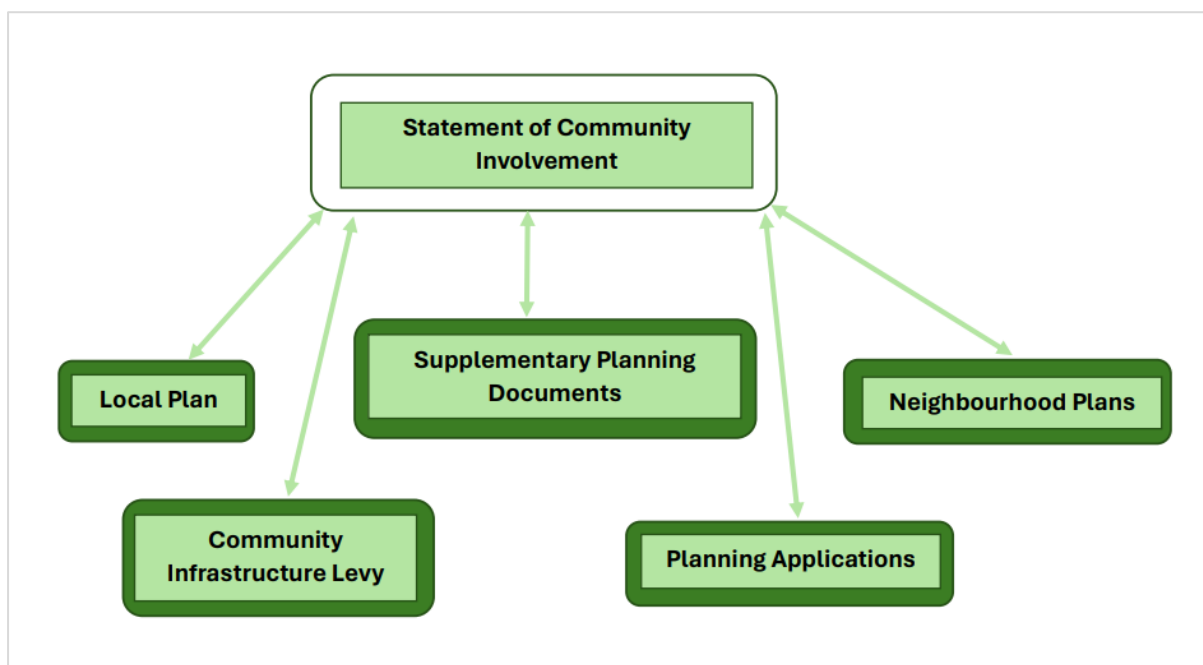 Statement of Community
Involvement
Supplementary Planning
Documents
Local Plan
Neighbourhood Plans
Community
Infrastructure Levy
Planning Applications